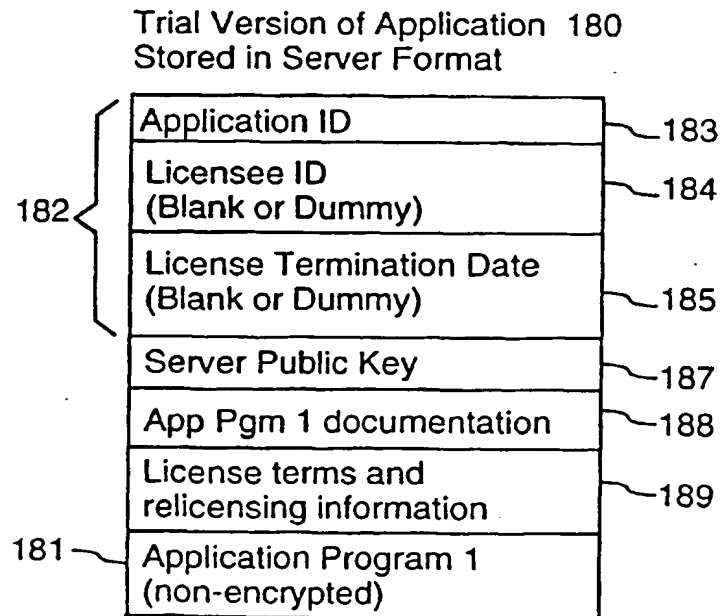 Trial Version of Application 180
Stored in Server Format
Application ID 183
182
Licensee ID
(Blank or Dummy) 184
License Termination Date
(Blank or Dummy) 185
Server Public Key 187
App Pgm 1 documentation 188
License terms and
relicensing information 189
181 Application Program 1
(non-encrypted)